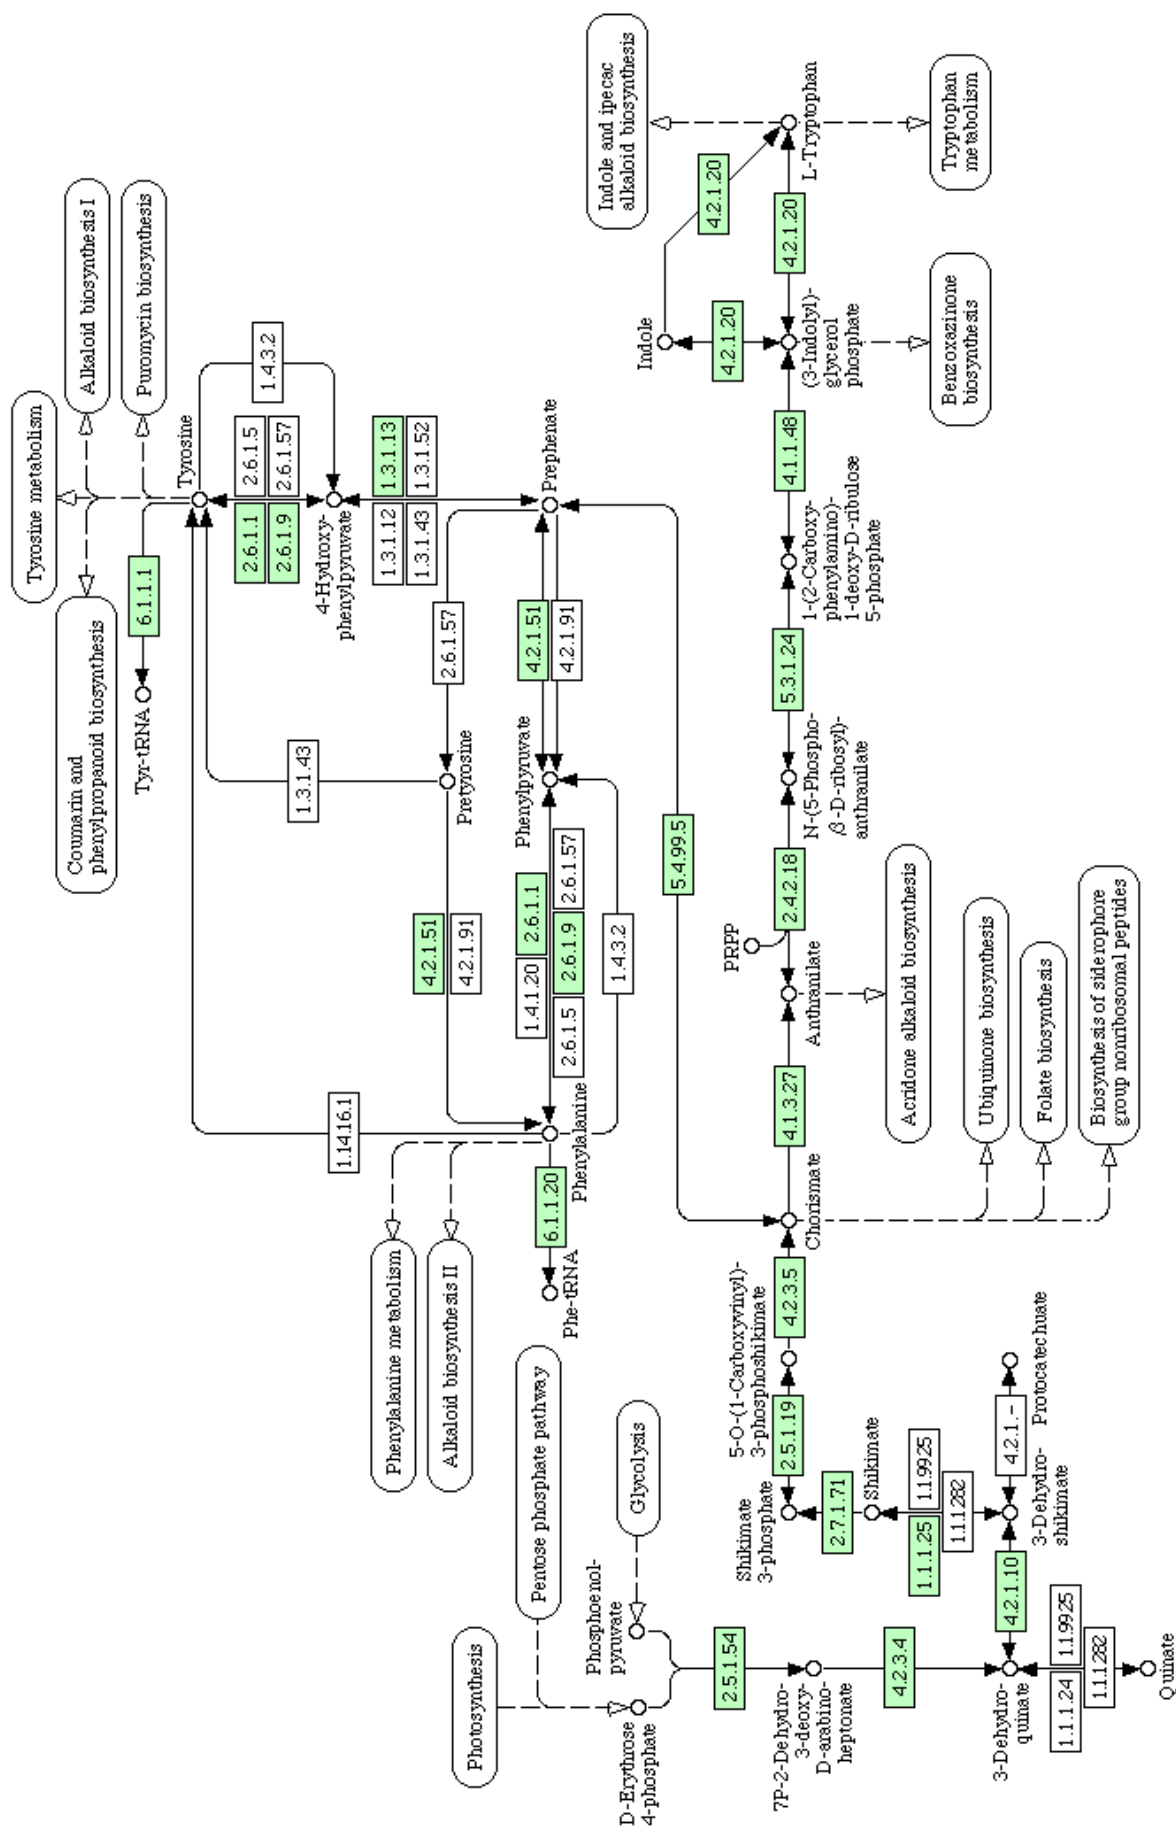 Tyrosine metabolism
Alkaloid biosynthesis I
Puromycin biosynthesis
Coumarin and
phenylpropanoid biosynthesis
6.1.1.1
Tyr-tRNA
Tyrosine
1.4.3.2
2.6.1.1
2.6.1.5
2.6.1.9
2.6.1.57
4-Hydroxy-
phenylpyruvate
1.3.1.12
1.3.1.13
1.3.1.43
1.3.1.52
1.3.1.43
2.6.1.57
Pretyrosine
Prephenate
4.2.1.51
4.2.1.91
Phenylpyruvate
4.2.1.51
4.2.1.91
1.4.1.20
2.6.1.1
2.6.1.5
2.6.1.9
2.6.1.57
1.4.3.2
1.14.16.1
Phenylalanine
6.1.1.20
Phe-tRNA
Phenylalanine metabolism
Alkaloid biosynthesis II
5.4.99.5
Photosynthesis
Pentose phosphate pathway
Glycolysis
D-Erythrose
4-phosphate
Phosphoenol-
pyruvate
2.5.1.54
7P-2-Dehydro-
3-deoxy-
D-arabino-
heptonate
4.2.3.4
3-Dehydro-
quinate
1.1.1.24
1.1.9925
1.1.1.282
Quinate
4.2.1.10
3-Dehydro-
shikimate
4.2.1.-
Protocatechuate
1.1.1.25
1.1.9925
1.1.1.282
Shikimate
2.7.1.71
Shikimate
3-phosphate
2.5.1.19
5-O-(1-Carboxyvinyl)-
3-phosphoshikimate
4.2.3.5
Chorismate
Ubiquinone biosynthesis
Folate biosynthesis
Biosynthesis of siderophore
group nonribosomal peptides
4.1.3.27
Anthranilate
Acridone alkaloid biosynthesis
PRPP
2.4.2.18
N-(5-Phospho-
β-D-ribosyl)-
anthranilate
5.3.1.24
1-(2-Carboxy-
phenylamino)-
1-deoxy-D-ribulose
5-phosphate
4.1.1.48
(3-Indolyl)-
glycerol
phosphate
Benzoxazinone
biosynthesis
4.2.1.20
Indole
4.2.1.20
4.2.1.20
L-Tryptophan
Indole and ipecac
alkaloid biosynthesis
Tryptophan
metabolism